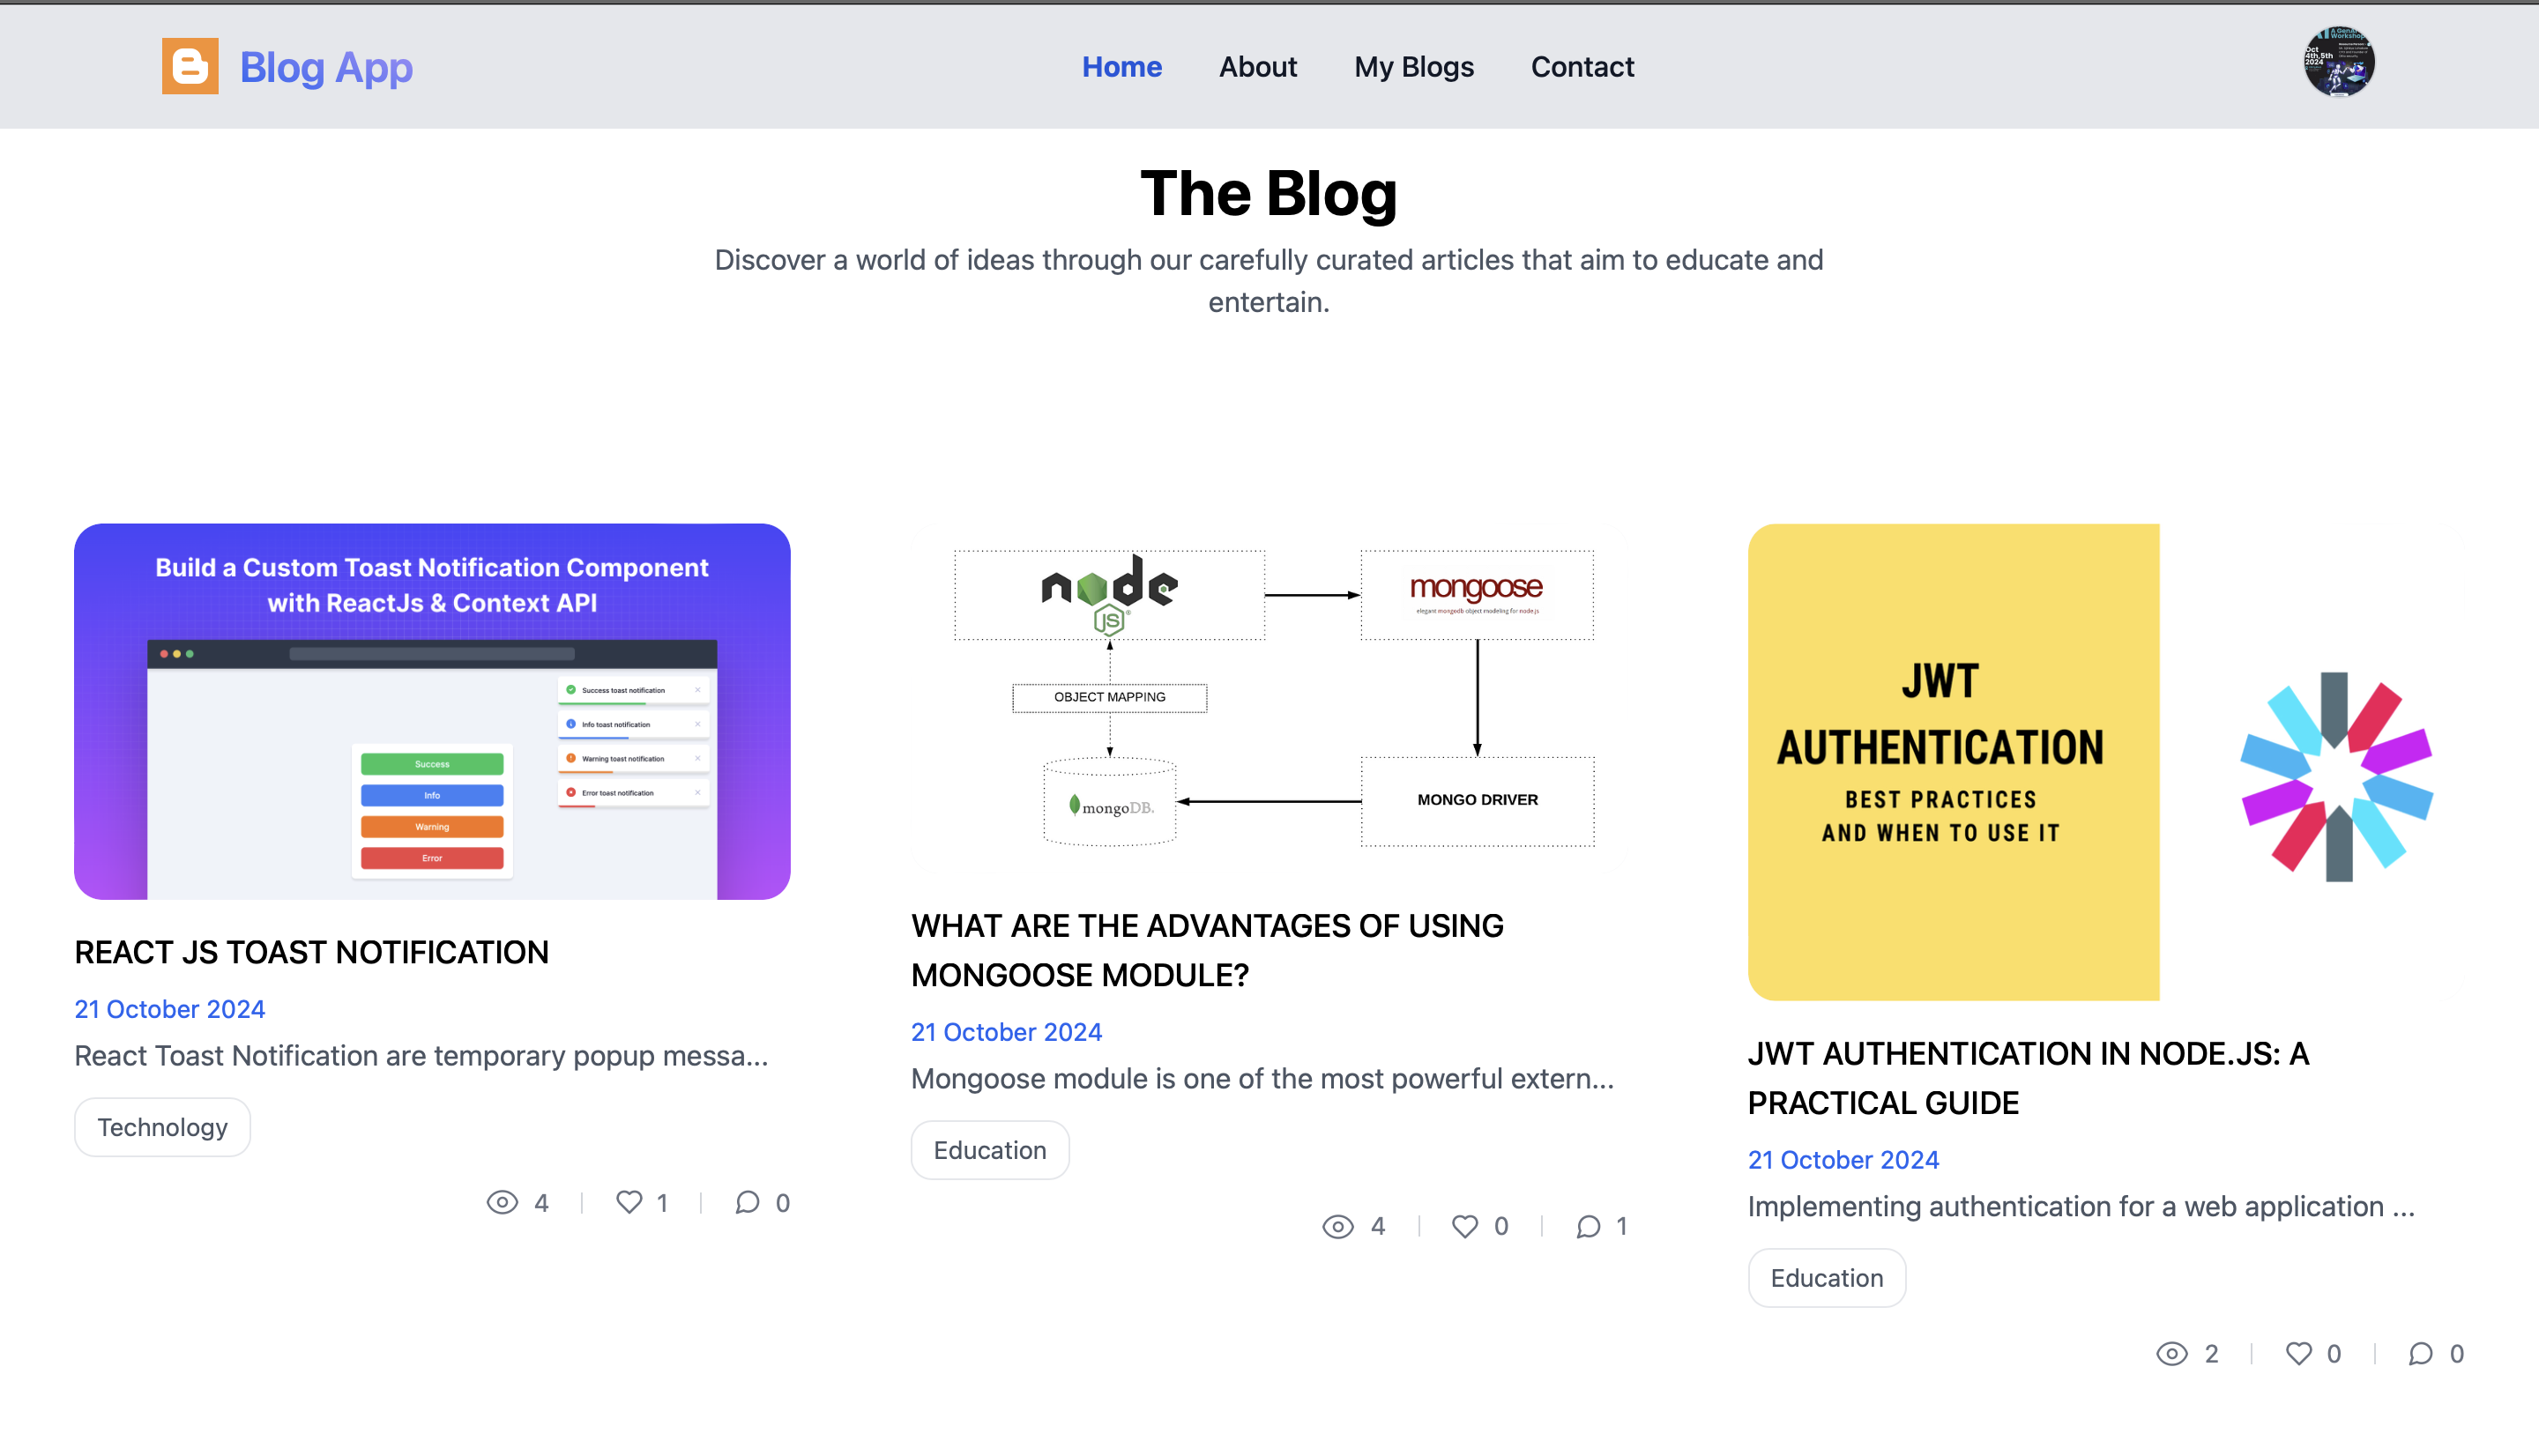 Blog App
Home
About
My Blogs
Contact
Oct
4th,5th
2024
The Blog
Discover a world of ideas through our carefully curated articles that aim to educate and
entertain.
Build a Custom Toast Notification Component
with ReactJs & Context API
Success toast notification
Info toast notification
Warning toast notification
Error toast notification
Success
Info
Warning
Error
REACT JS TOAST NOTIFICATION
21 October 2024
React Toast Notification are temporary popup messa...
Technology
4
1
0
node
JS
mongoose
elegant mongodb object modeling for node.js
OBJECT MAPPING
mongoDB.
MONGO DRIVER
WHAT ARE THE ADVANTAGES OF USING
MONGOOSE MODULE?
21 October 2024
Mongoose module is one of the most powerful extern...
Education
4
0
1
JWT
AUTHENTICATION
BEST PRACTICES
AND WHEN TO USE IT
JWT AUTHENTICATION IN NODE.JS: A
PRACTICAL GUIDE
21 October 2024
Implementing authentication for a web application ...
Education
2
0
0